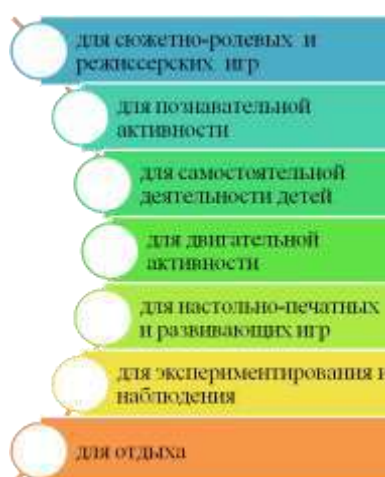 для сюжетно-ролевых и
режиссерских игр
для познавательной
активности
для самостоятельной
деятельности детей
для двигательной
активности
для настольно-печатных
и развивающих игр
для экспериментирования и
наблюдения
для отдыха